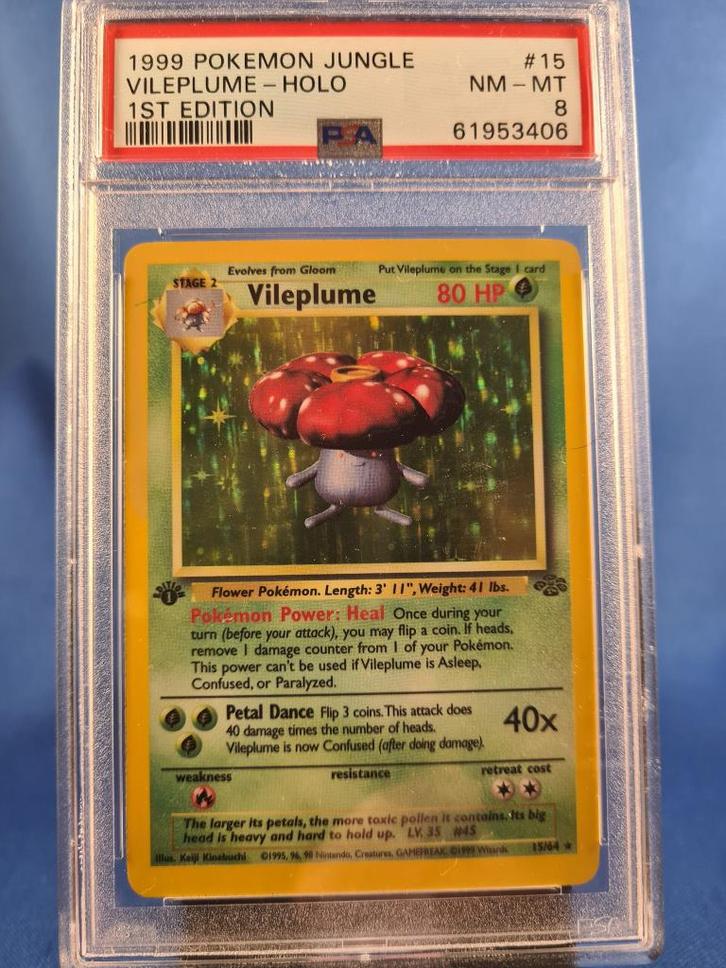 1999 POKEMON JUNGLE #15
VILEPLUME - HOLO NM - MT
1ST EDITION 8
PSA 61953406
Evolves from Gloom Put Vileplume on the Stage 1 card
STAGE 2 Vileplume 80 HP
EDITION 1
Flower Pokémon. Length: 3' 11", Weight: 41 lbs.
Pokémon Power: Heal Once during your
turn (before your attack), you may flip a coin. If heads,
remove 1 damage counter from 1 of your Pokémon.
This power can't be used if Vileplume is Asleep,
Confused, or Paralyzed.
Petal Dance Flip 3 coins. This attack does
40 damage times the number of heads.
Vileplume is now Confused (after doing damage).
40x
weakness resistance retreat cost
The larger its petals, the more toxic pollen it contains. Its big
head is heavy and hard to hold up. LV. 35 #45
Illus. Keiji Kinebuchi ©1995, 96, 98 Nintendo, Creatures, GAMEFREAK. ©1999 Wizards. 15/64 ★
PSA